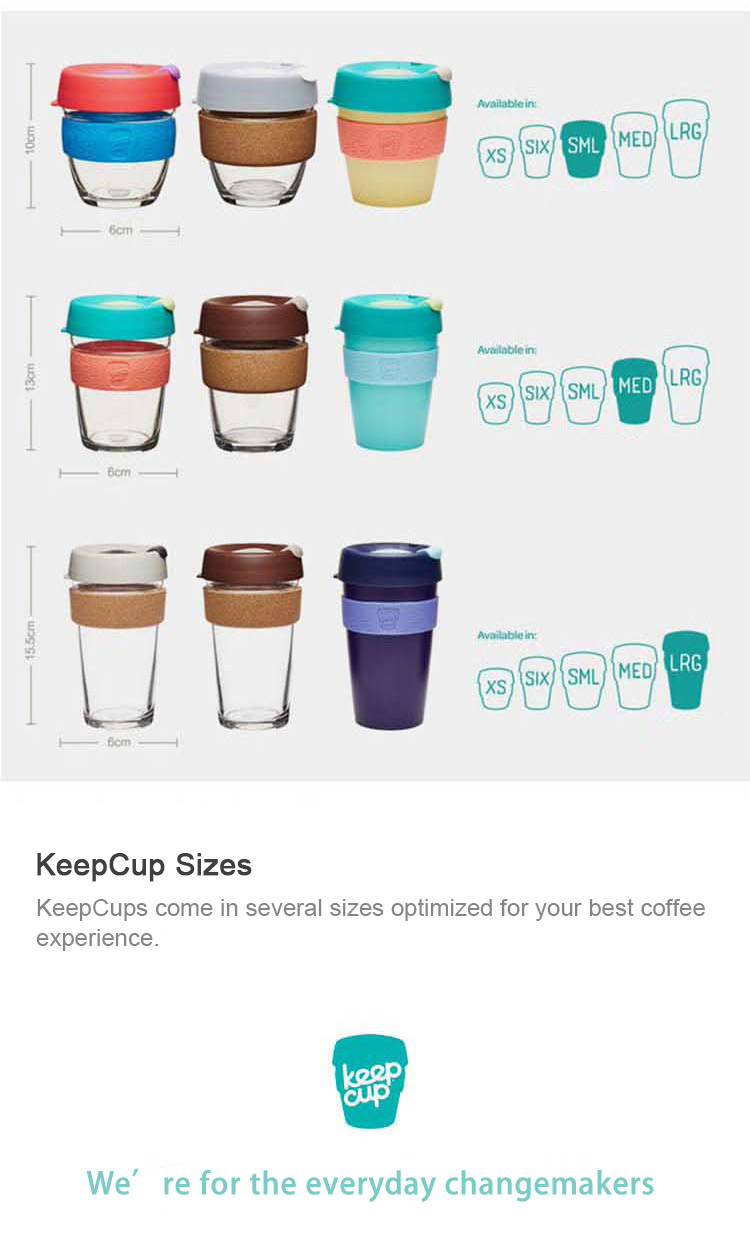 Available in:
XS SIX SML MED LRG
10cm
6cm
Available in:
XS SIX SML MED LRG
13cm
6cm
Available in:
XS SIX SML MED LRG
15.5cm
6cm
KeepCup Sizes
KeepCups come in several sizes optimized for your best coffee
experience.
keep
cup
We′ re for the everyday changemakers